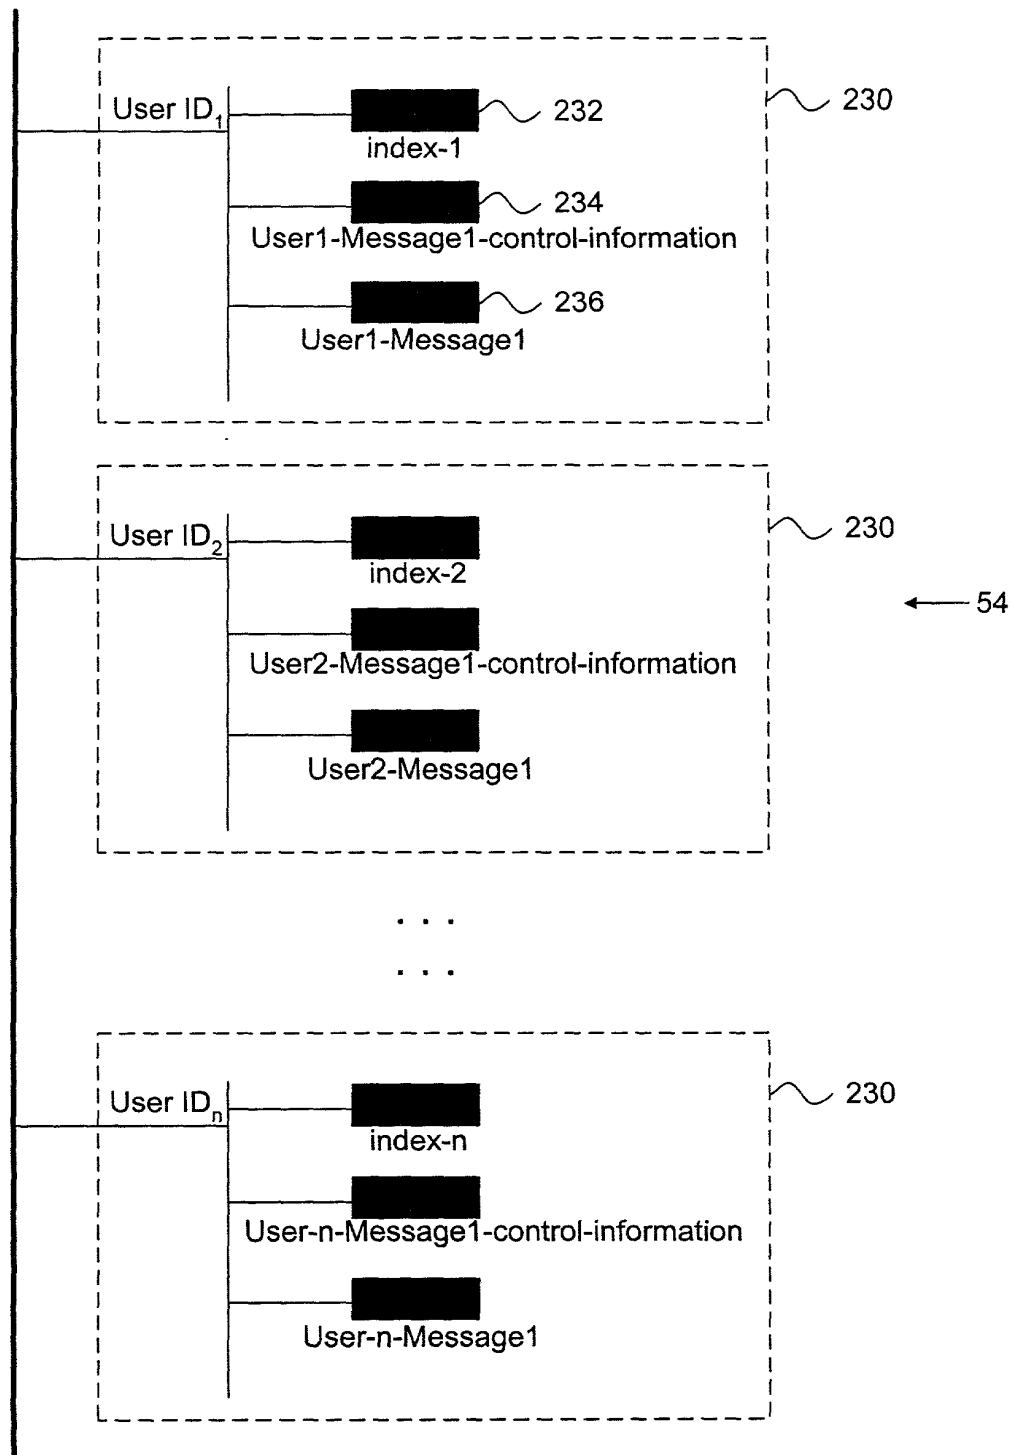 User ID1
232
230
index-1
234
User1-Message1-control-information
236
User1-Message1
User ID2
230
index-2
54
User2-Message1-control-information
User2-Message1
. . .
. . .
User IDn
230
index-n
User-n-Message1-control-information
User-n-Message1